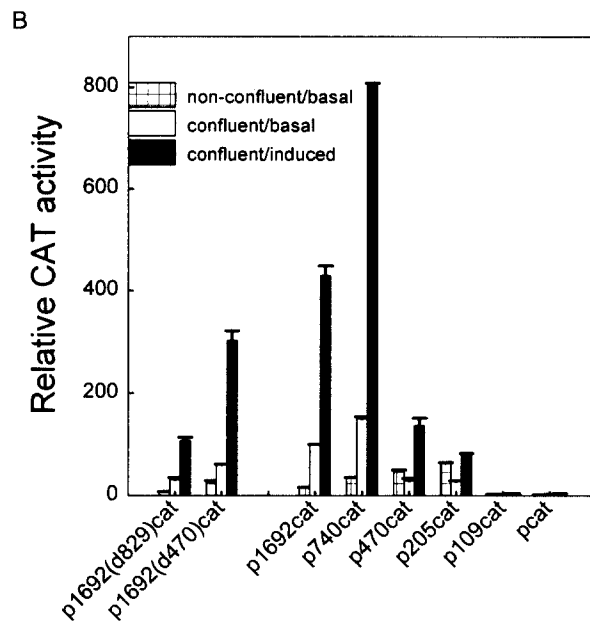 B
800
600
400
200
0
Relative CAT activity
non-confluent/basal
confluent/basal
confluent/induced
p1692(d829)cat
p1692(d470)cat
p1692cat
p740cat
p470cat
p205cat
p109cat
pcat